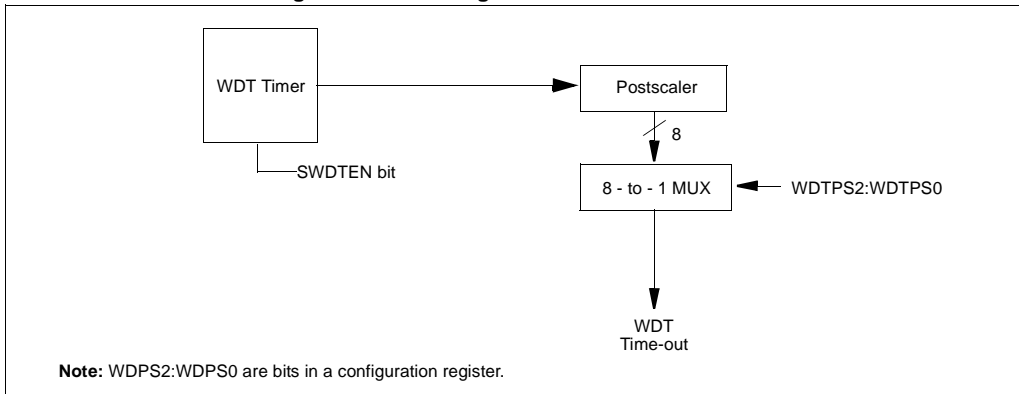 WDT Timer
Postscaler
8
SWDTEN bit
8 - to - 1 MUX
WDTPS2:WDTPS0
WDT
Time-out
Note: WDPS2:WDPS0 are bits in a configuration register.